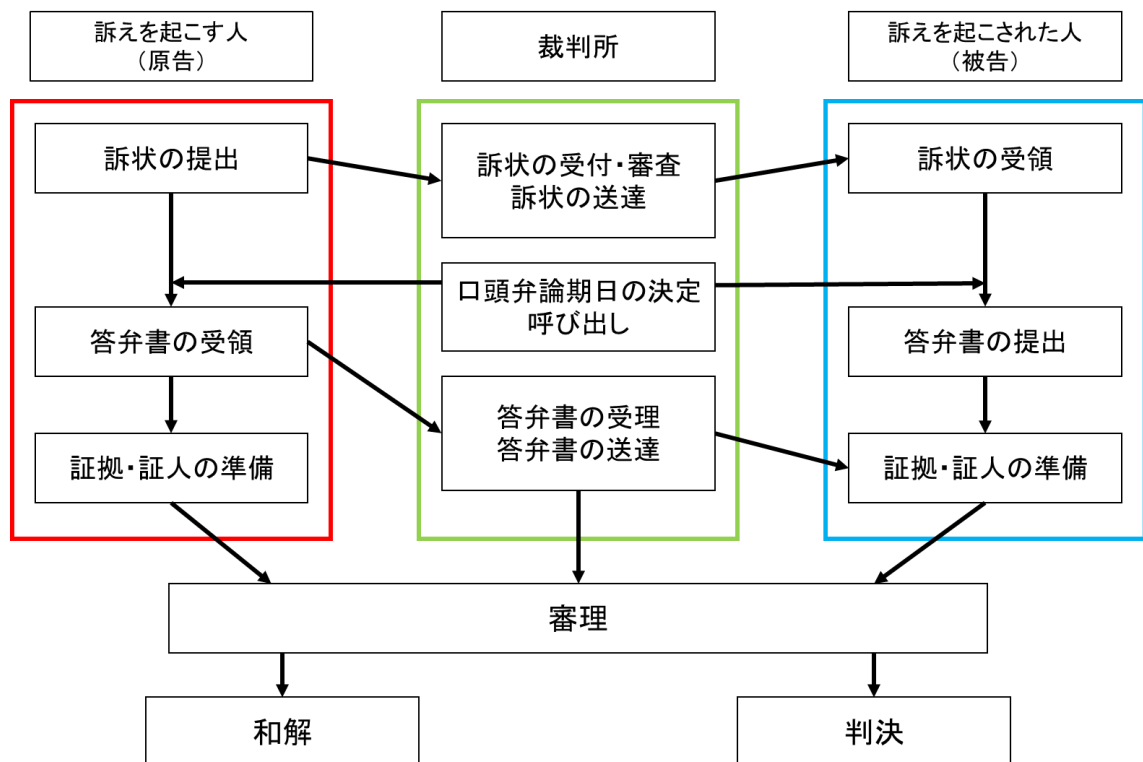 訴えを起こす人
（原告）
裁判所
訴えを起こされた人
（被告）
訴状の提出
訴状の受付・審査
訴状の送達
訴状の受領
口頭弁論期日の決定
呼び出し
答弁書の受領
答弁書の提出
答弁書の受理
答弁書の送達
証拠・証人の準備
証拠・証人の準備
審理
和解
判決